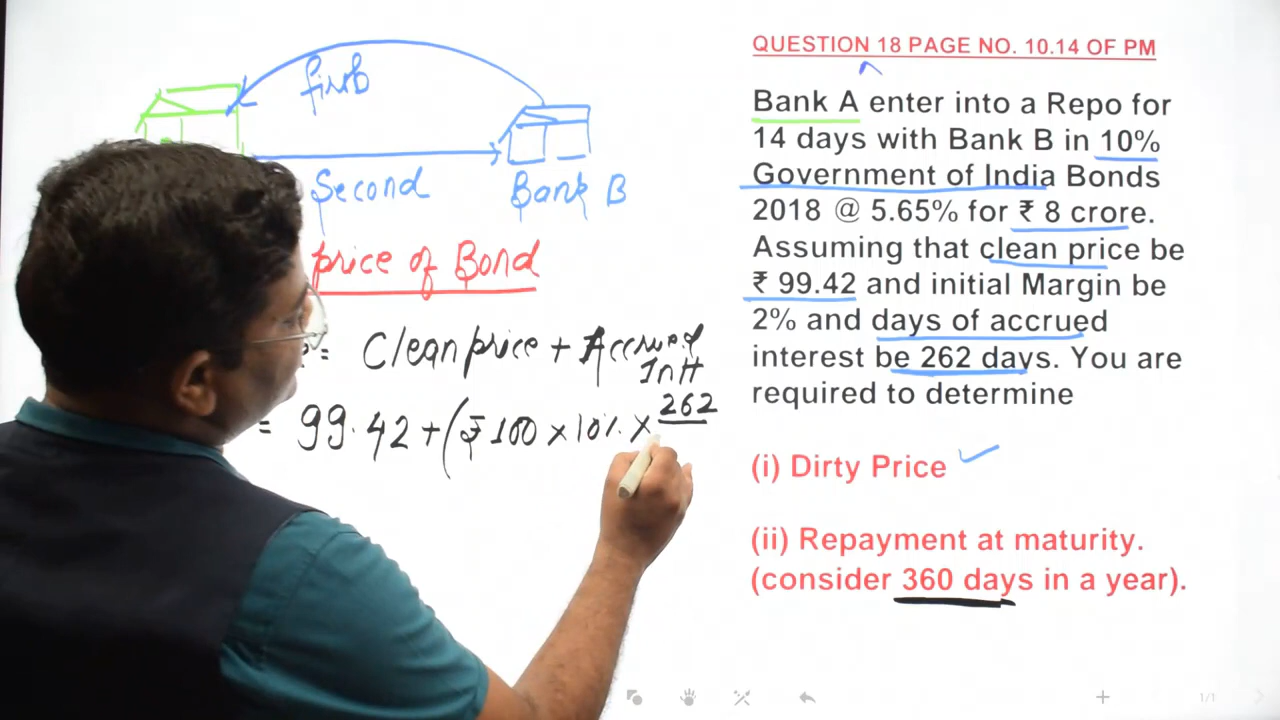 first
Second
Bank B
price of Bond
= Clean price + Accrued
Int
= 99.42 + ( ₹ 100 × 10% × 262
QUESTION 18 PAGE NO. 10.14 OF PM
Bank A enter into a Repo for
14 days with Bank B in 10%
Government of India Bonds
2018 @ 5.65% for ₹ 8 crore.
Assuming that clean price be
₹ 99.42 and initial Margin be
2% and days of accrued
interest be 262 days. You are
required to determine
(i) Dirty Price
(ii) Repayment at maturity.
(consider 360 days in a year).
1/1